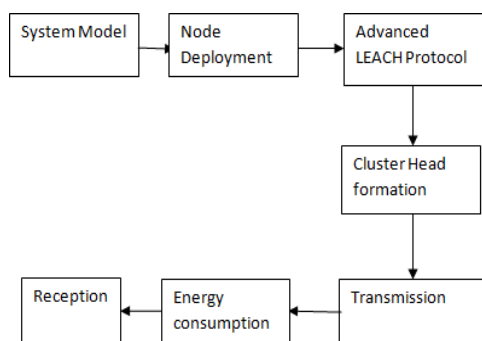 System Model
Node
Deployment
Advanced
LEACH Protocol
Cluster Head
formation
Transmission
Energy
consumption
Reception